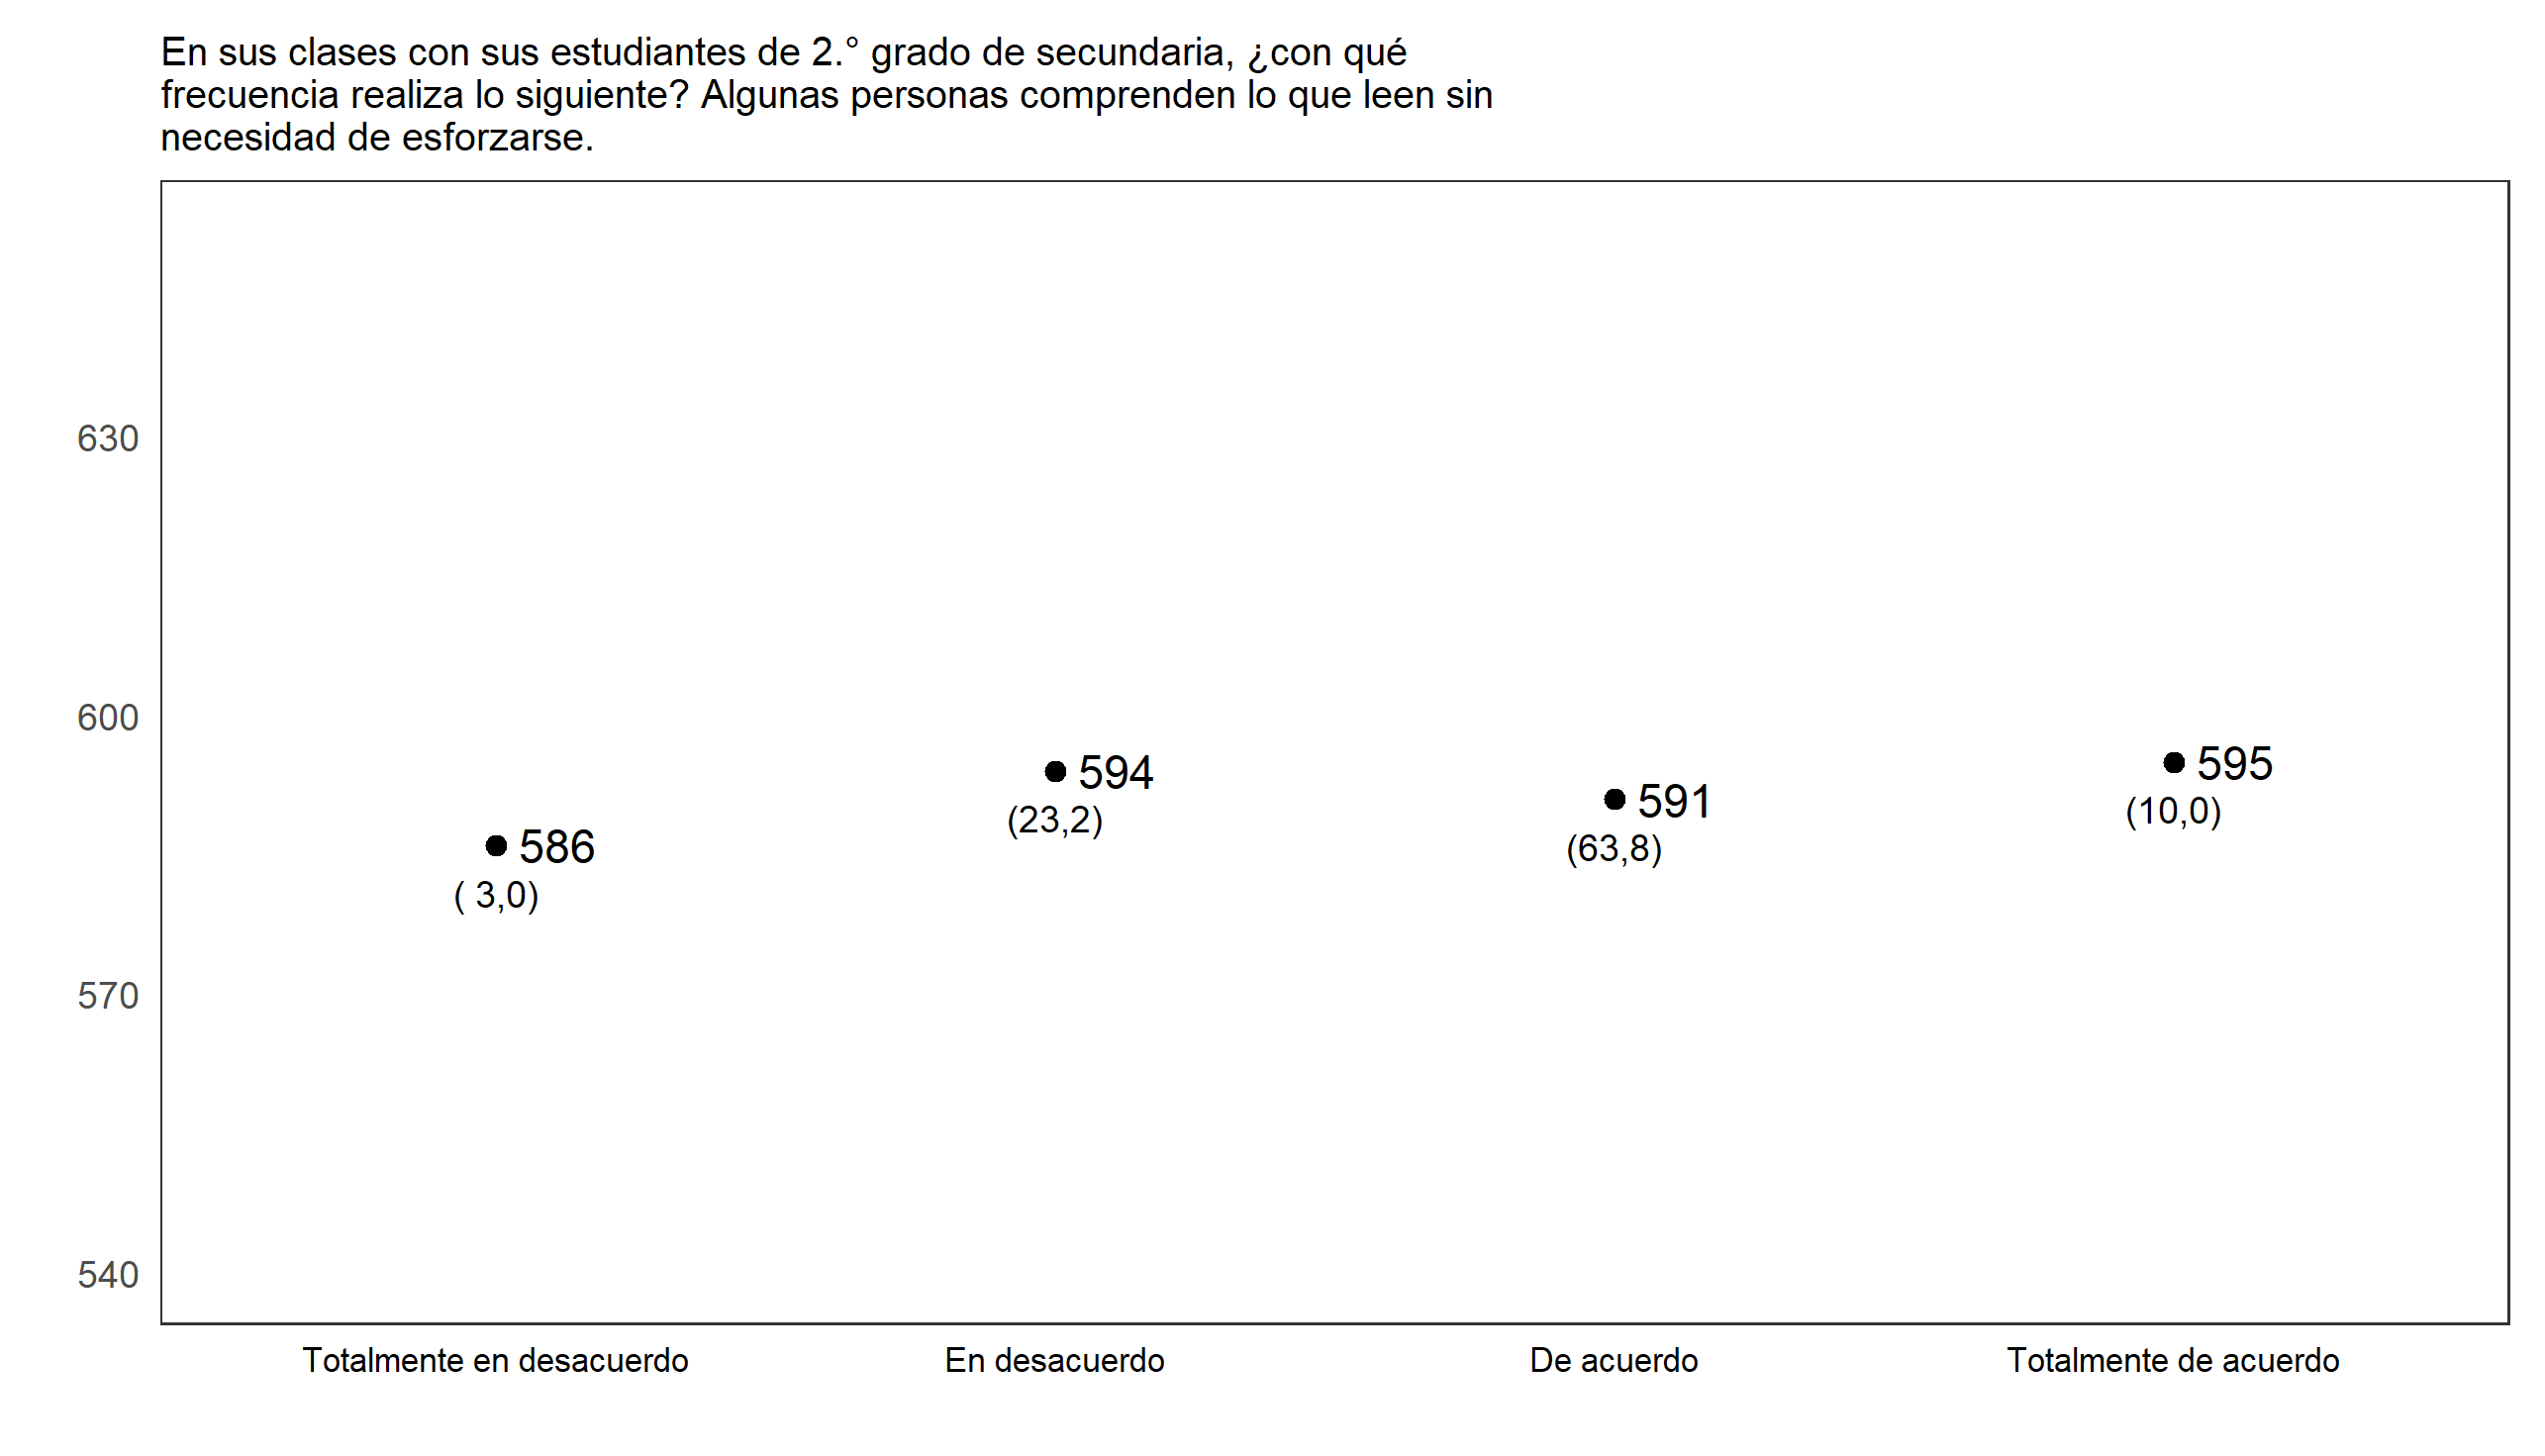 En sus clases con sus estudiantes de 2.° grado de secundaria, ¿con qué
frecuencia realiza lo siguiente? Algunas personas comprenden lo que leen sin
necesidad de esforzarse.
630
600
570
540
586
( 3,0)
594
(23,2)
591
(63,8)
595
(10,0)
Totalmente en desacuerdo
En desacuerdo
De acuerdo
Totalmente de acuerdo